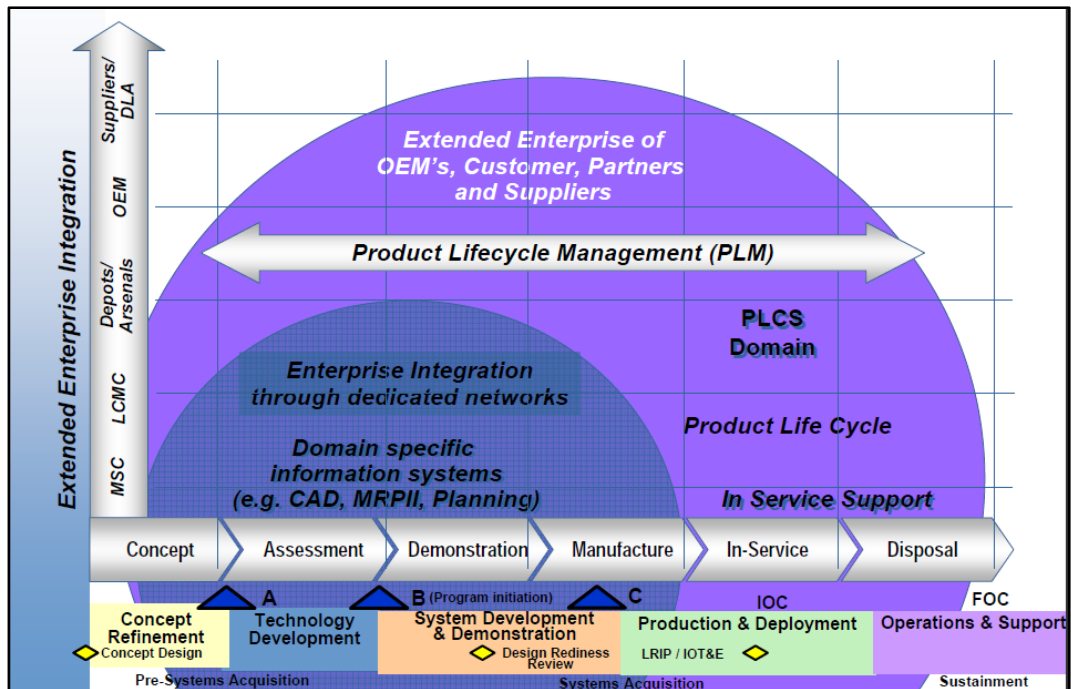 Extended Enterprise Integration
Suppliers/
DLA
OEM
Depots/
Arsenals
LCMC
MSC
Extended Enterprise of
OEM's, Customer, Partners
and Suppliers
Product Lifecycle Management (PLM)
PLCS
Domain
Enterprise Integration
through dedicated networks
Product Life Cycle
Domain specific
information systems
(e.g. CAD, MRPII, Planning)
In Service Support
Concept
Assessment
Demonstration
Manufacture
In-Service
Disposal
A
B (Program initiation)
C
IOC
FOC
Concept
Refinement
Concept Design
Technology
Development
System Development
& Demonstration
Design Rediness
Review
Production & Deployment
LRIP / IOT&E
Operations & Support
Pre-Systems Acquisition
Systems Acquisition
Sustainment